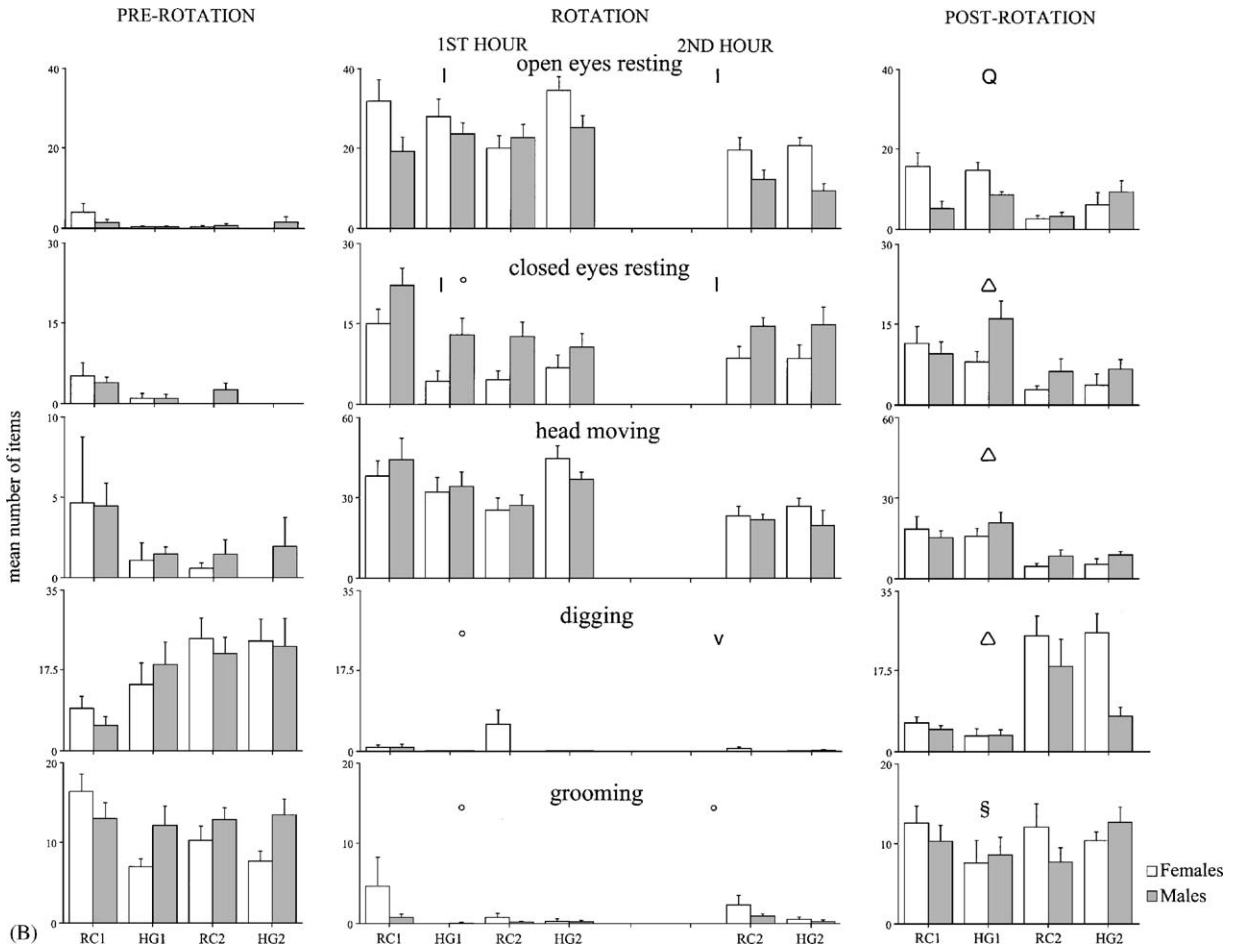 PRE-ROTATION ROTATION POST-ROTATION
1ST HOUR 2ND HOUR
open eyes resting
40 40 40
20 20 20
0 0 0
I I Q
closed eyes resting
30 30 30
15 15 15
0 0 0
I ° I △
head moving
10 60 60
5 30 30
0 0 0
△
digging
35 35 35
17,5 17.5 17.5
0 0 0
° v △
grooming
20 20 20
10 10 10
0 0 0
° ° §
mean number of items
Females
Males
RC1 HG1 RC2 HG2 RC1 HG1 RC2 HG2 RC2 HG2 RC1 HG1 RC2 HG2
(B)